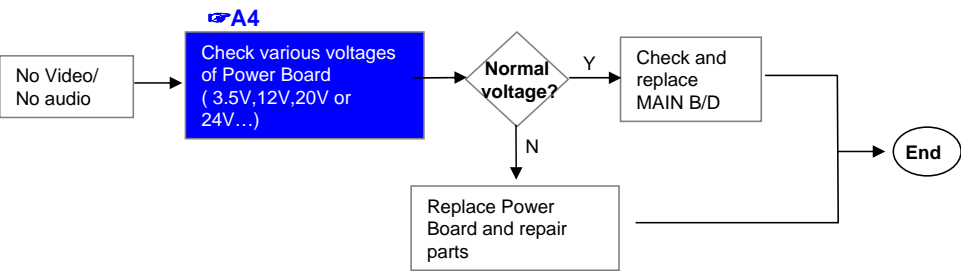 ☞A4
No Video/
No audio
Check various voltages
of Power Board
( 3.5V,12V,20V or
24V…)
Normal
voltage?
Y
Check and
replace
MAIN B/D
End
N
Replace Power
Board and repair
parts